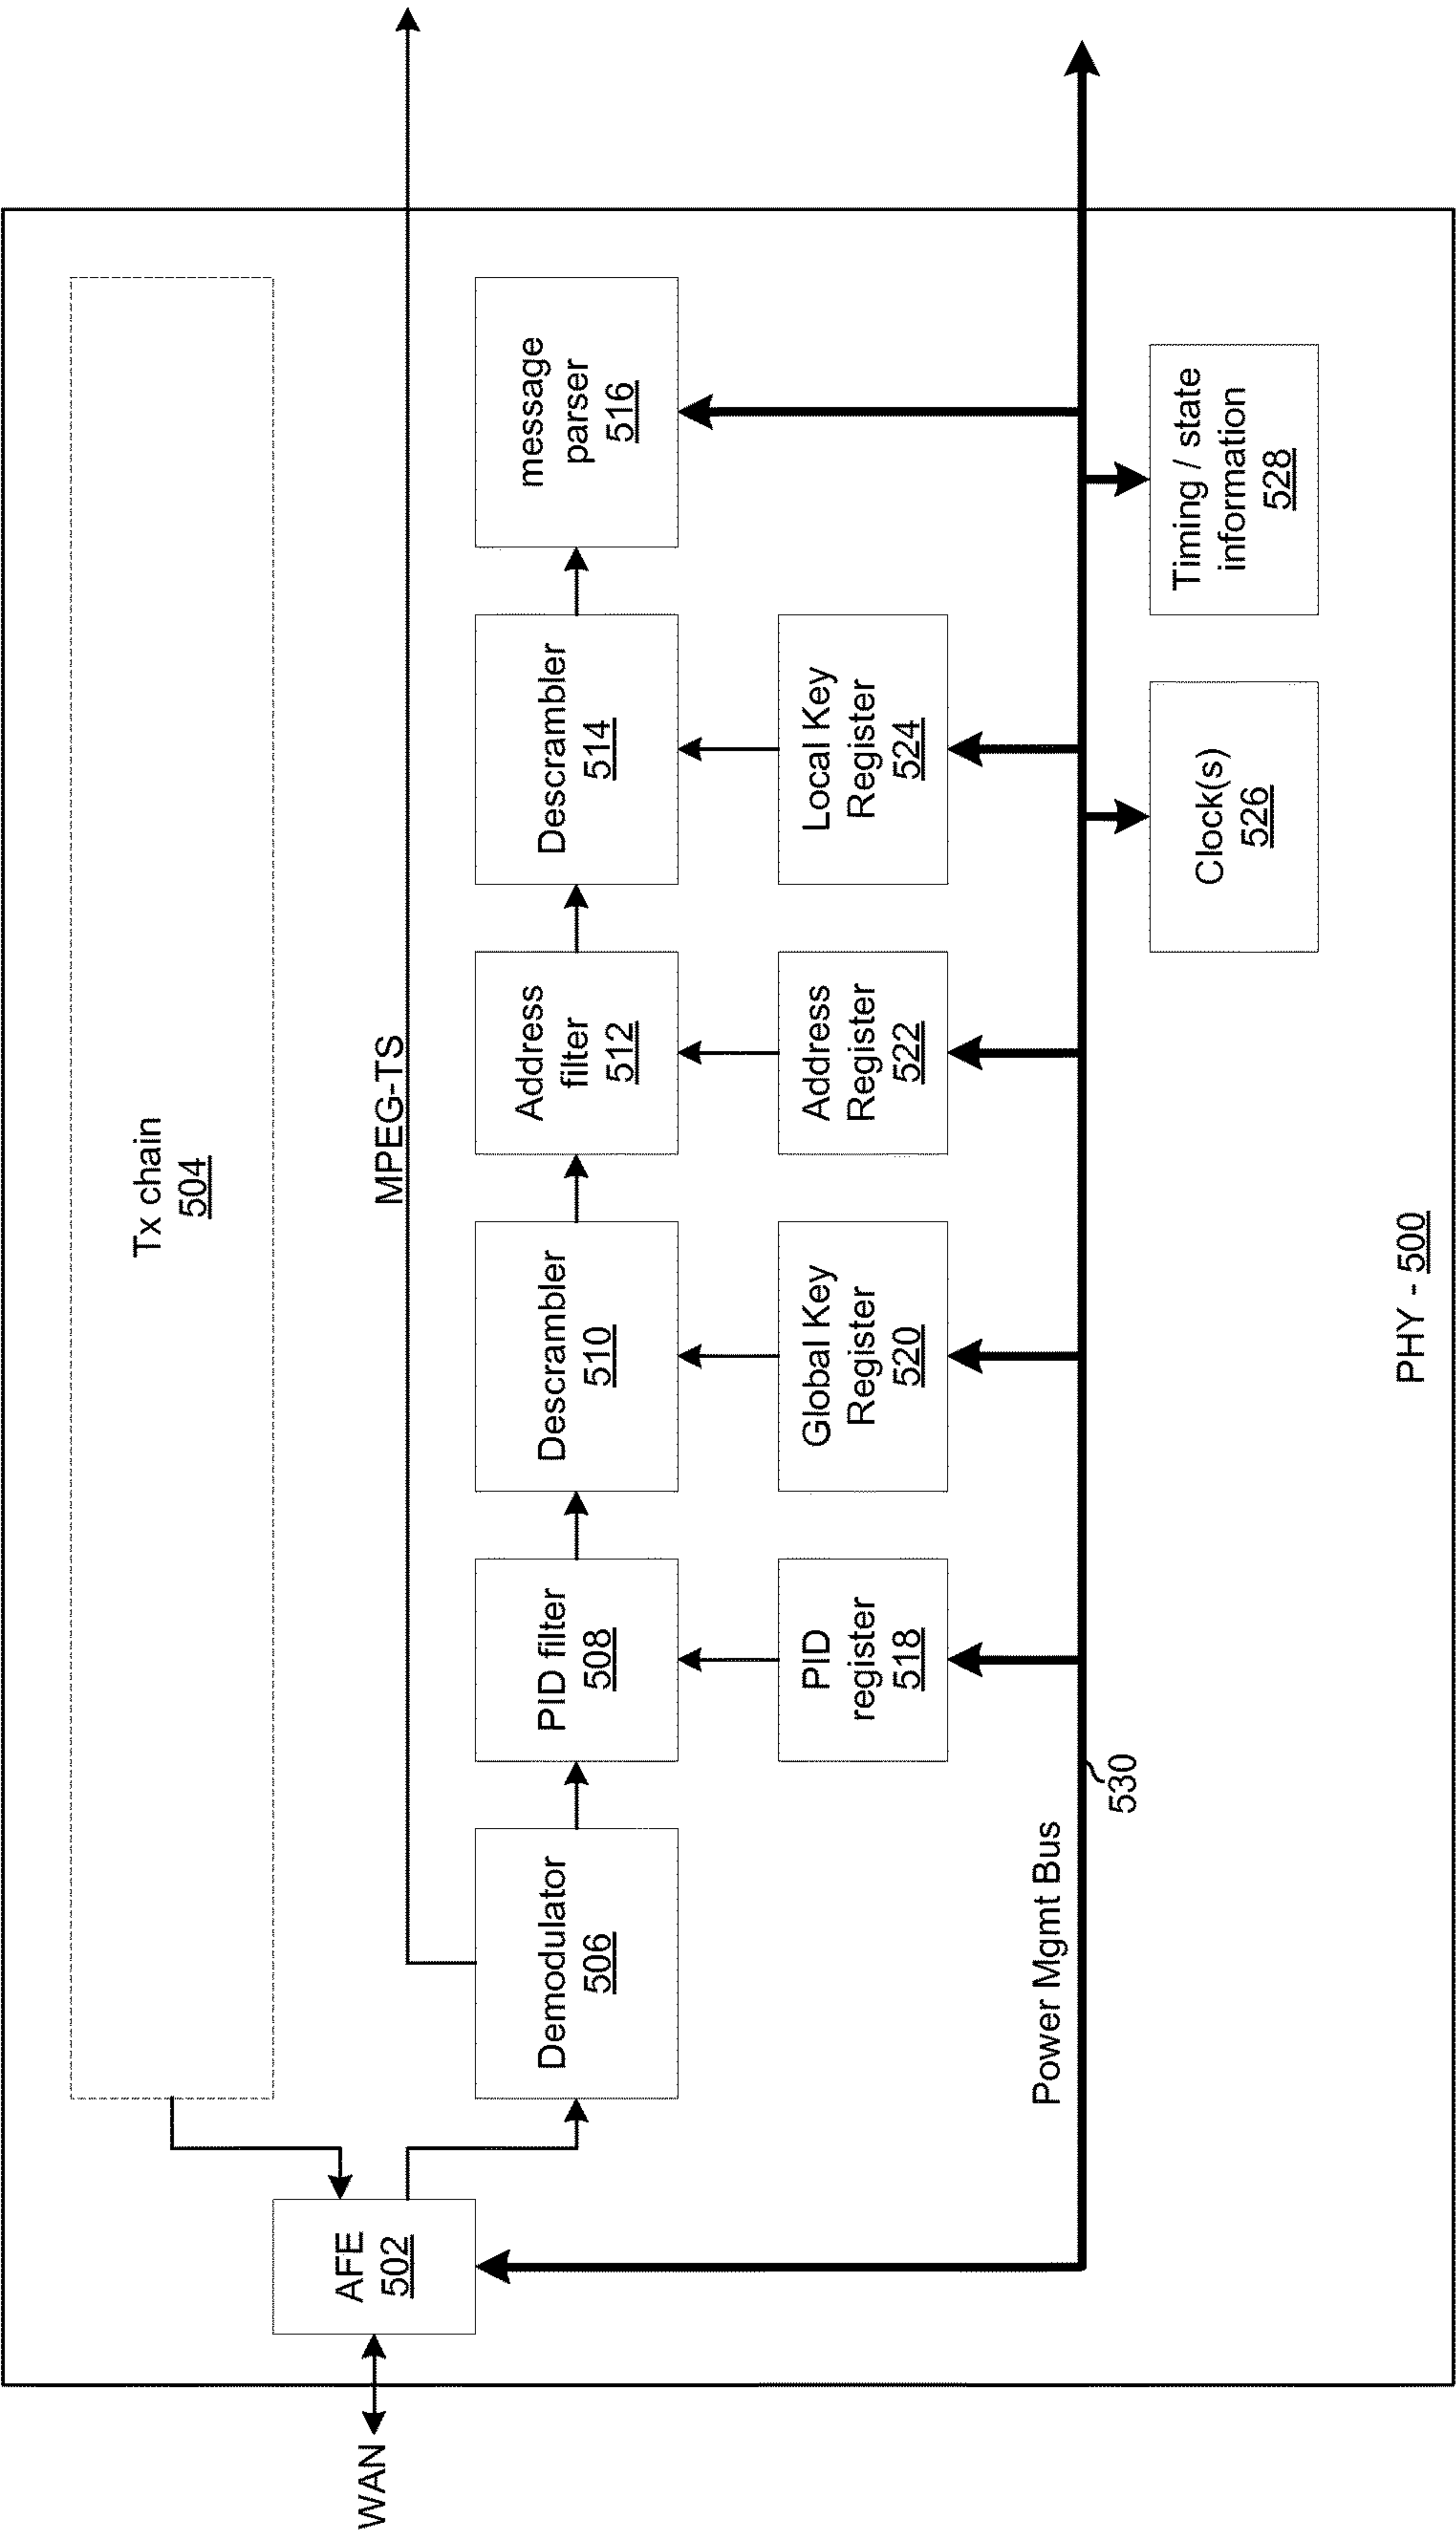 Tx chain
504
MPEG-TS
WAN
AFE
502
Demodulator
506
PID filter
508
Descrambler
510
Address
filter
512
Descrambler
514
message
parser
516
PID
register
518
Global Key
Register
520
Address
Register
522
Local Key
Register
524
Power Mgmt Bus
530
Clock(s)
526
Timing / state
information
528
PHY - 500